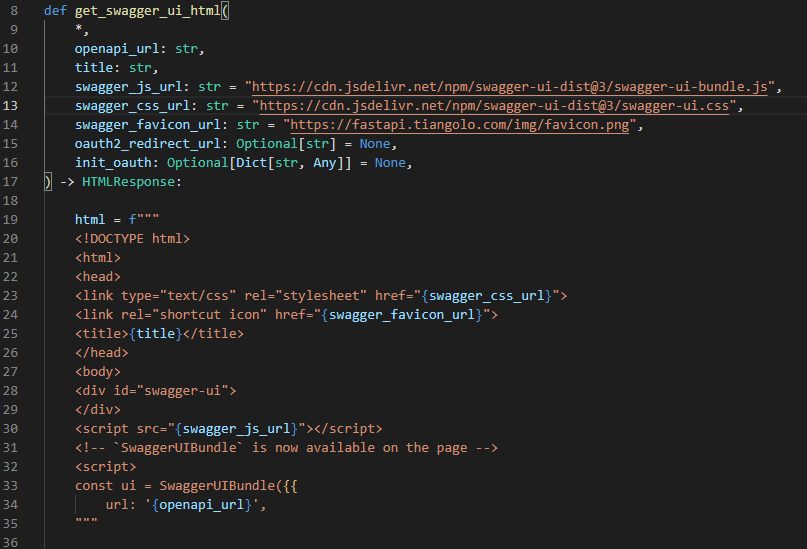 8 def get_swagger_ui_html(
9 *,
10 openapi_url: str,
11 title: str,
12 swagger_js_url: str = "https://cdn.jsdelivr.net/npm/swagger-ui-dist@3/swagger-ui-bundle.js",
13 swagger_css_url: str = "https://cdn.jsdelivr.net/npm/swagger-ui-dist@3/swagger-ui.css",
14 swagger_favicon_url: str = "https://fastapi.tiangolo.com/img/favicon.png",
15 oauth2_redirect_url: Optional[str] = None,
16 init_oauth: Optional[Dict[str, Any]] = None,
17 ) -> HTMLResponse:
18
19 html = f"""
20 <!DOCTYPE html>
21 <html>
22 <head>
23 <link type="text/css" rel="stylesheet" href="{swagger_css_url}">
24 <link rel="shortcut icon" href="{swagger_favicon_url}">
25 <title>{title}</title>
26 </head>
27 <body>
28 <div id="swagger-ui">
29 </div>
30 <script src="{swagger_js_url}"></script>
31 <!-- `SwaggerUIBundle` is now available on the page -->
32 <script>
33 const ui = SwaggerUIBundle({{
34 url: '{openapi_url}',
35 """
36